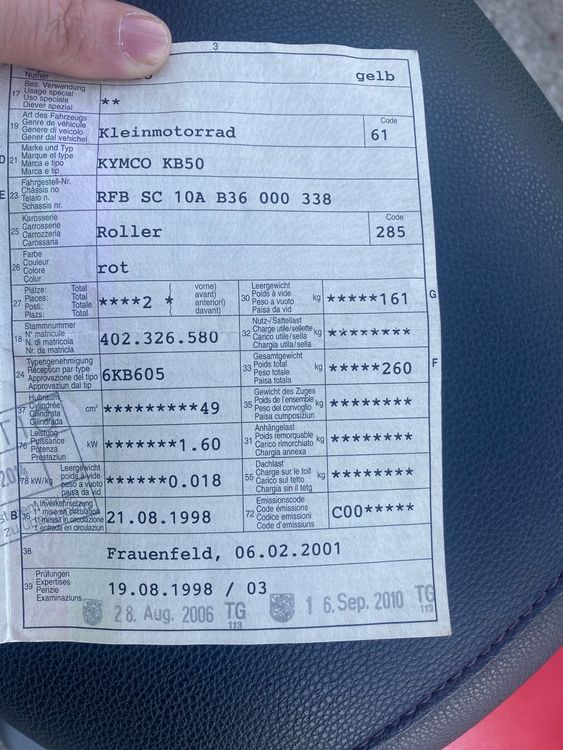 3
Numer
gelb
17 Bes. Verwendung
Usage spécial
Uso speciale
Diever spezial
**
19 Art des Fahrzeugs
Genre de véhicule
Genere di veicolo
Gener dal vehichel
Kleinmotorrad
Code
61
D 21 Marke und Typ
Marque et type
Marca e tipo
Marca e tip
KYMCO KB50
E 23 Fahrgestell-Nr.
Châssis no
Telaio n.
Schassis nr.
RFB SC 10A B36 000 338
25 Karosserie
Carrosserie
Carrozzeria
Carossaria
Roller
Code
285
26 Farbe
Couleur
Colore
Colur
rot
27 Plätze: Total
Places: Total
Posti: Totale
Plazs: Total
****2 *
( vorne)
avant)
anteriori)
davant)
30 Leergewicht
Poids à vide
Peso a vuoto
Paisa da vid
kg
*****161
G
18 Stammnummer
N° matricule
N. di matricola
Nr. da matricla
402.326.580
32 Nutz-/Sattellast
Charge utile/sellette
Carico utile/sella
Chargia utila/sella
kg
********
24 Typengenehmigung
Réception par type
Approvazione del tipo
Approvaziun dal tip
6KB605
33 Gesamtgewicht
Poids total
Peso totale
Paisa totala
kg
*****260
F
37 Hubraum
Cylindrée
Cilindrata
Cilindrada
cm³
*********49
35 Gewicht des Zuges
Poids de l'ensemble
Peso del convoglio
Paisa cumposiziun
kg
********
76 Leistung
Puissance
Potenza
Prestaziun
kW
*******1.60
31 Anhängelast
Poids remorquable
Carico rimorchiato
Chargia annexa
kg
********
78 kW/kg
Leergewicht
poids à vide
peso a vuoto
paisa da vid
******0.018
55 Dachlast
Charge sur le toit
Carico sul tetto
Chargia sin il tetg
kg
********
36 1. Inverkehrsetzung
1re mise en circulation
1a messa in circolazione
1. entrada en circulaziun
21.08.1998
72 Emissionscode
Code émissions
Codice emissioni
Code d'emissiuns
C00*****
38
Frauenfeld, 06.02.2001
39 Prüfungen
Expertises
Perizie
Examinaziuns
19.08.1998 / 03
28. Aug. 2006 TG
113
16. Sep. 2010 TG
113